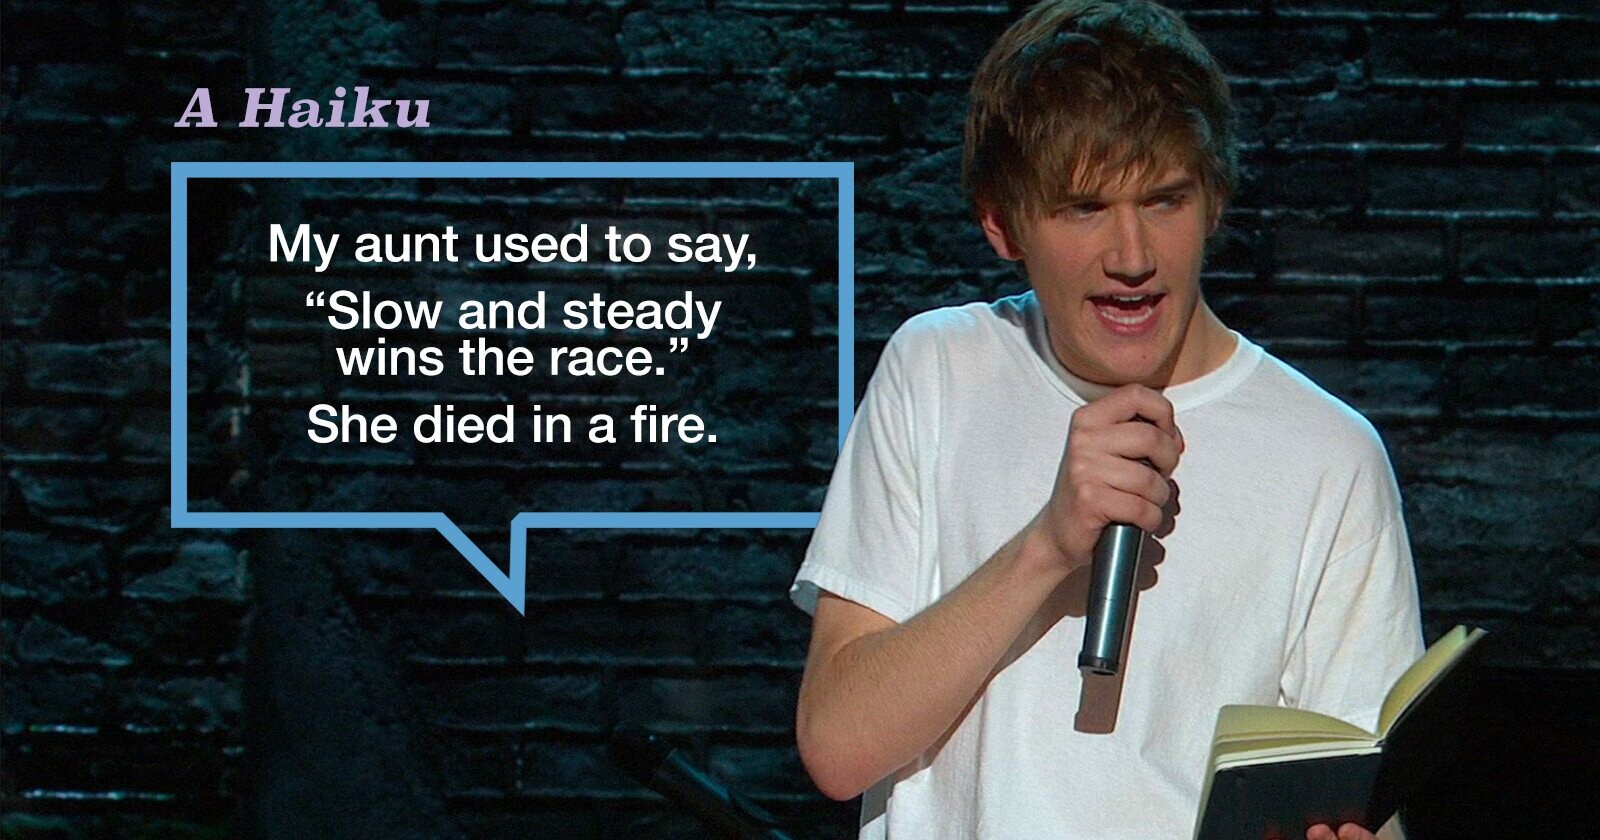 A Haiku
My aunt used to say,
“Slow and steady
wins the race.”
She died in a fire.